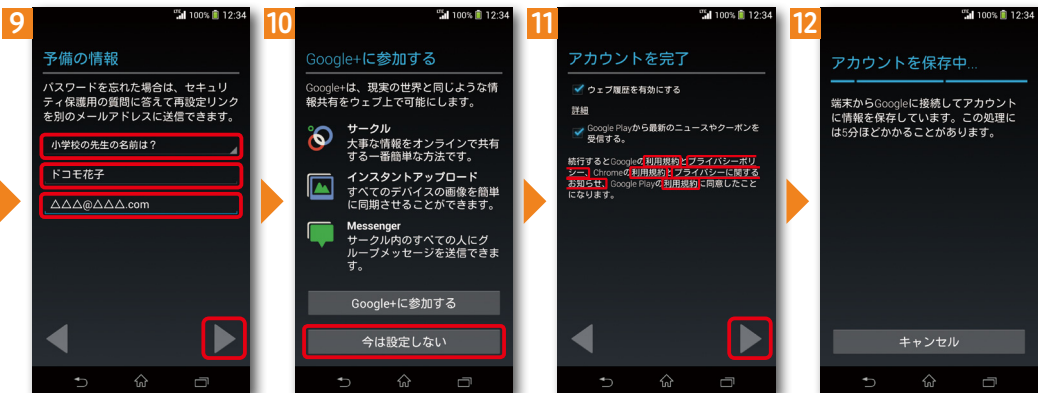 9
LTE 100% 12:34
予備の情報
パスワードを忘れた場合は、セキュリ
ティ保護用の質問に答えて再設定リンク
を別のメールアドレスに送信できます。
小学校の先生の名前は？
ドコモ花子
△△△@△△△.com
10
LTE 100% 12:34
Google+に参加する
Google+は、現実の世界と同じような情
報共有をウェブ上で可能にします。
サークル
大事な情報をオンラインで共有
する一番簡単な方法です。
インスタントアップロード
すべてのデバイスの画像を簡単
に同期させることができます。
Messenger
サークル内のすべての人にグ
ループメッセージを送信できま
す。
Google+に参加する
今は設定しない
11
LTE 100% 12:34
アカウントを完了
ウェブ履歴を有効にする
詳細
Google Playから最新のニュースやクーポンを
受信する。
続行するとGoogleの利用規約とプライバシーポリ
シー、Chromeの利用規約とプライバシーに関する
お知らせ、Google Playの利用規約に同意したこと
になります。
12
LTE 100% 12:34
アカウントを保存中...
端末からGoogleに接続してアカウント
に情報を保存しています。この処理に
は5分ほどかかることがあります。
キャンセル